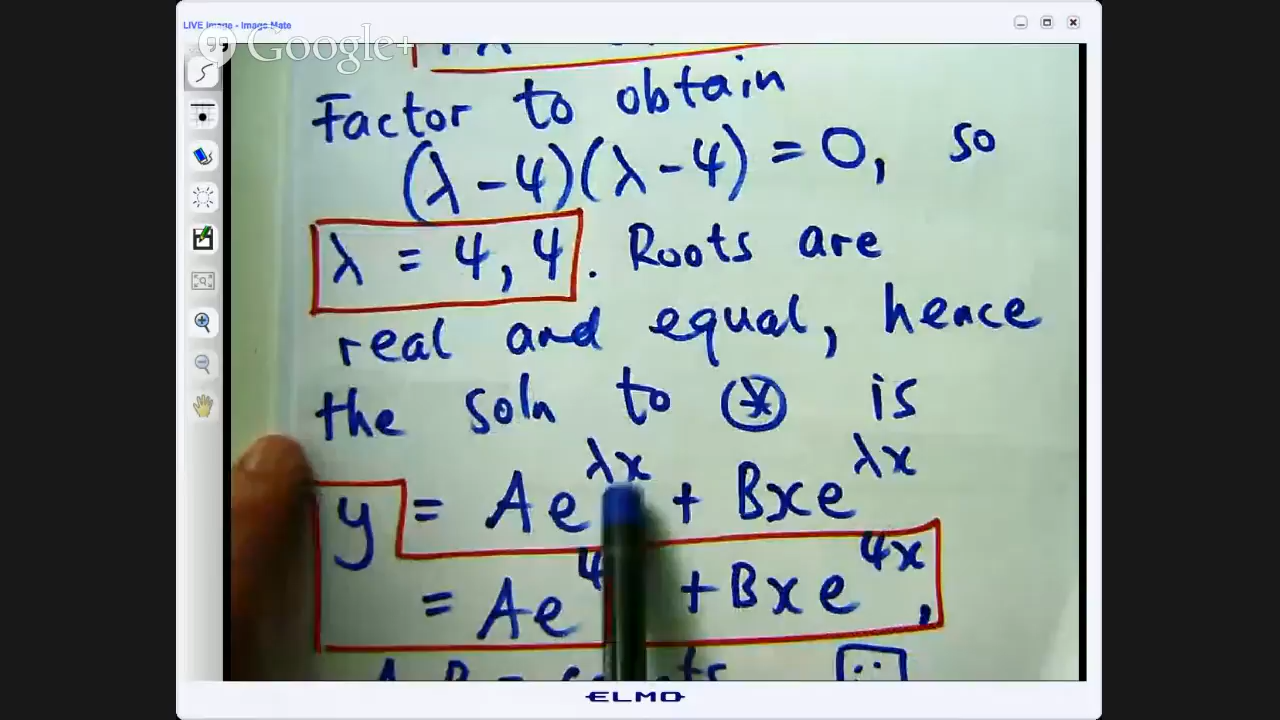 LIVE Image - Image Mate
Google+
Factor to obtain
(λ - 4)(λ - 4) = 0, so
λ = 4, 4. Roots are
real and equal, hence
the soln to ⊛ is
y = Ae^λx + Bxe^λx
= Ae^4 + Bxe^4x,
ELMO